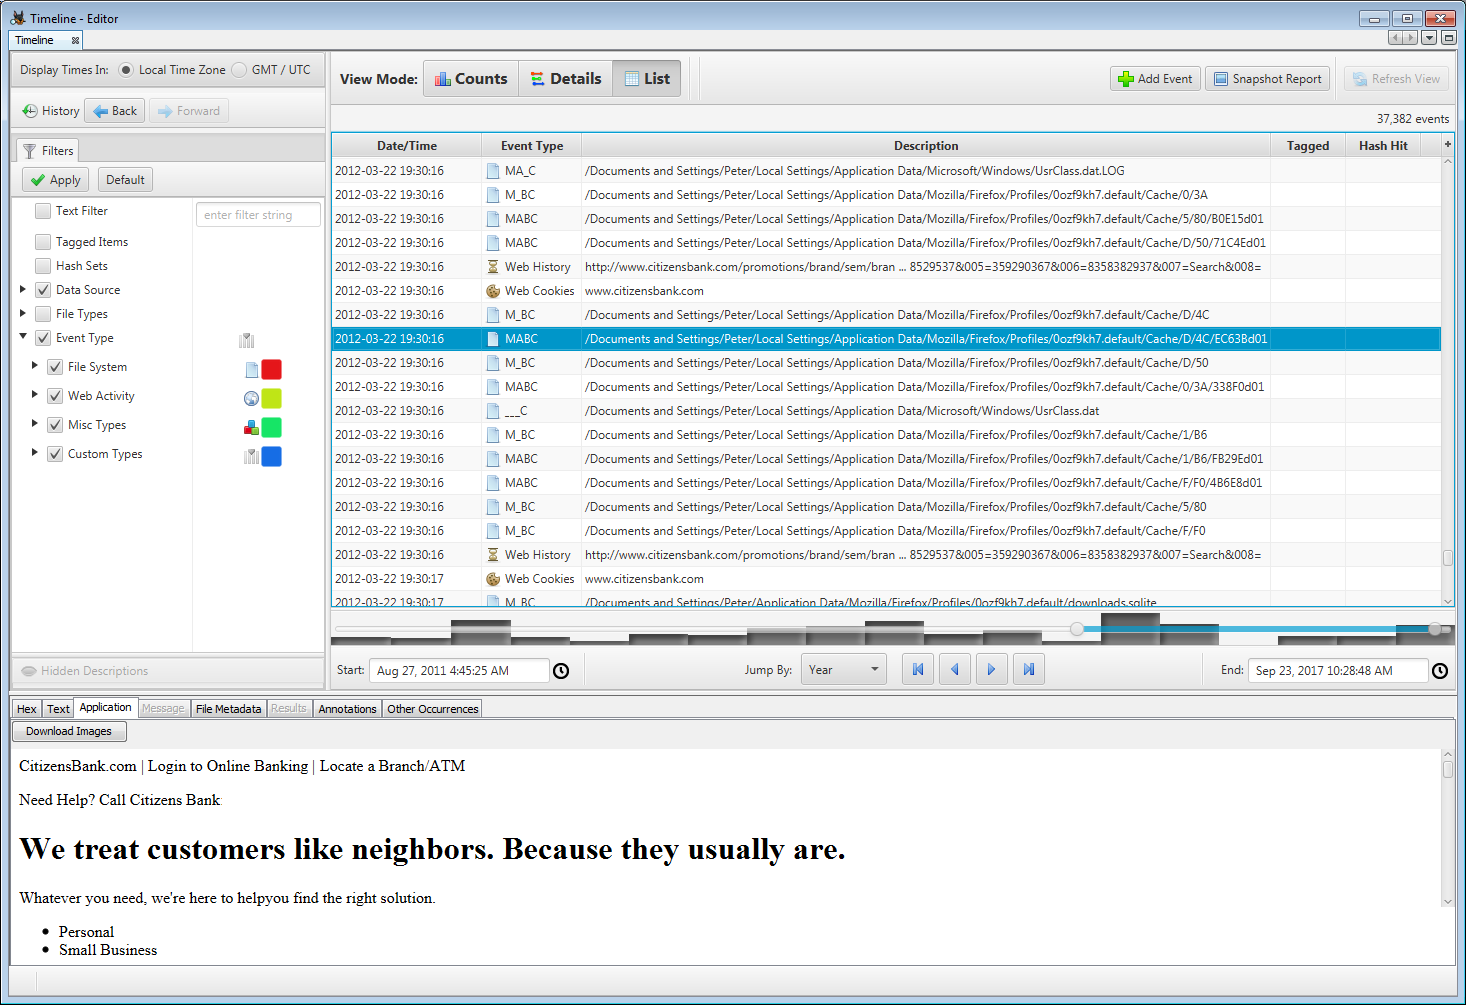 Timeline - Editor
Timeline
Display Times In: Local Time Zone GMT / UTC
History Back Forward
Filters
Apply Default
Text Filter enter filter string
Tagged Items
Hash Sets
Data Source
File Types
Event Type
File System
Web Activity
Misc Types
Custom Types
Hidden Descriptions
View Mode: Counts Details List Add Event Snapshot Report Refresh View
37,382 events
Date/Time Event Type Description Tagged Hash Hit +
2012-03-22 19:30:16 MA_C /Documents and Settings/Peter/Local Settings/Application Data/Microsoft/Windows/UsrClass.dat.LOG
2012-03-22 19:30:16 M_BC /Documents and Settings/Peter/Local Settings/Application Data/Mozilla/Firefox/Profiles/0ozf9kh7.default/Cache/0/3A
2012-03-22 19:30:16 MABC /Documents and Settings/Peter/Local Settings/Application Data/Mozilla/Firefox/Profiles/0ozf9kh7.default/Cache/5/80/B0E15d01
2012-03-22 19:30:16 MABC /Documents and Settings/Peter/Local Settings/Application Data/Mozilla/Firefox/Profiles/0ozf9kh7.default/Cache/D/50/71C4Ed01
2012-03-22 19:30:16 Web History http://www.citizensbank.com/promotions/brand/sem/bran ... 8529537&005=359290367&006=8358382937&007=Search&008=
2012-03-22 19:30:16 Web Cookies www.citizensbank.com
2012-03-22 19:30:16 M_BC /Documents and Settings/Peter/Local Settings/Application Data/Mozilla/Firefox/Profiles/0ozf9kh7.default/Cache/D/4C
2012-03-22 19:30:16 MABC /Documents and Settings/Peter/Local Settings/Application Data/Mozilla/Firefox/Profiles/0ozf9kh7.default/Cache/D/4C/EC63Bd01
2012-03-22 19:30:16 M_BC /Documents and Settings/Peter/Local Settings/Application Data/Mozilla/Firefox/Profiles/0ozf9kh7.default/Cache/D/50
2012-03-22 19:30:16 MABC /Documents and Settings/Peter/Local Settings/Application Data/Mozilla/Firefox/Profiles/0ozf9kh7.default/Cache/0/3A/338F0d01
2012-03-22 19:30:16 ___C /Documents and Settings/Peter/Local Settings/Application Data/Microsoft/Windows/UsrClass.dat
2012-03-22 19:30:16 M_BC /Documents and Settings/Peter/Local Settings/Application Data/Mozilla/Firefox/Profiles/0ozf9kh7.default/Cache/1/B6
2012-03-22 19:30:16 MABC /Documents and Settings/Peter/Local Settings/Application Data/Mozilla/Firefox/Profiles/0ozf9kh7.default/Cache/1/B6/FB29Ed01
2012-03-22 19:30:16 MABC /Documents and Settings/Peter/Local Settings/Application Data/Mozilla/Firefox/Profiles/0ozf9kh7.default/Cache/F/F0/4B6E8d01
2012-03-22 19:30:16 M_BC /Documents and Settings/Peter/Local Settings/Application Data/Mozilla/Firefox/Profiles/0ozf9kh7.default/Cache/5/80
2012-03-22 19:30:16 M_BC /Documents and Settings/Peter/Local Settings/Application Data/Mozilla/Firefox/Profiles/0ozf9kh7.default/Cache/F/F0
2012-03-22 19:30:16 Web History http://www.citizensbank.com/promotions/brand/sem/bran ... 8529537&005=359290367&006=8358382937&007=Search&008=
2012-03-22 19:30:17 Web Cookies www.citizensbank.com
2012-03-22 19:30:17 M_BC /Documents and Settings/Peter/Application Data/Mozilla/Firefox/Profiles/0ozf9kh7.default/downloads.sqlite
Start: Aug 27, 2011 4:45:25 AM Jump By: Year End: Sep 23, 2017 10:28:48 AM
Hex Text Application Message File Metadata Results Annotations Other Occurrences
Download Images
CitizensBank.com | Login to Online Banking | Locate a Branch/ATM
Need Help? Call Citizens Bank
We treat customers like neighbors. Because they usually are.
Whatever you need, we're here to helpyou find the right solution.
• Personal
• Small Business